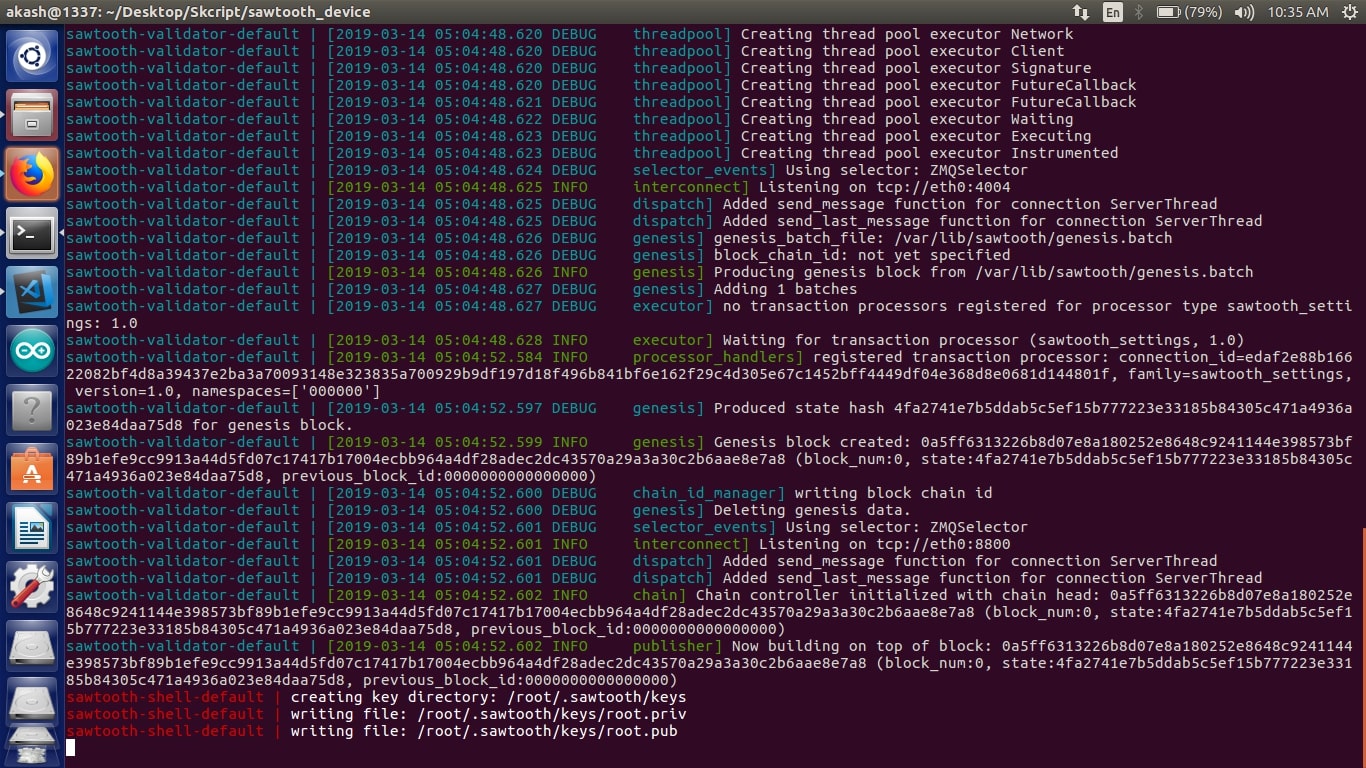 akash@1337: ~/Desktop/Skcript/sawtooth_device En (79%) 10:35 AM
sawtooth-validator-default | [2019-03-14 05:04:48.620 DEBUG threadpool] Creating thread pool executor Network
sawtooth-validator-default | [2019-03-14 05:04:48.620 DEBUG threadpool] Creating thread pool executor Client
sawtooth-validator-default | [2019-03-14 05:04:48.620 DEBUG threadpool] Creating thread pool executor Signature
sawtooth-validator-default | [2019-03-14 05:04:48.620 DEBUG threadpool] Creating thread pool executor FutureCallback
sawtooth-validator-default | [2019-03-14 05:04:48.621 DEBUG threadpool] Creating thread pool executor FutureCallback
sawtooth-validator-default | [2019-03-14 05:04:48.622 DEBUG threadpool] Creating thread pool executor Waiting
sawtooth-validator-default | [2019-03-14 05:04:48.623 DEBUG threadpool] Creating thread pool executor Executing
sawtooth-validator-default | [2019-03-14 05:04:48.623 DEBUG threadpool] Creating thread pool executor Instrumented
sawtooth-validator-default | [2019-03-14 05:04:48.624 DEBUG selector_events] Using selector: ZMQSelector
sawtooth-validator-default | [2019-03-14 05:04:48.625 INFO interconnect] Listening on tcp://eth0:4004
sawtooth-validator-default | [2019-03-14 05:04:48.625 DEBUG dispatch] Added send_message function for connection ServerThread
sawtooth-validator-default | [2019-03-14 05:04:48.625 DEBUG dispatch] Added send_last_message function for connection ServerThread
sawtooth-validator-default | [2019-03-14 05:04:48.626 DEBUG genesis] genesis_batch_file: /var/lib/sawtooth/genesis.batch
sawtooth-validator-default | [2019-03-14 05:04:48.626 DEBUG genesis] block_chain_id: not yet specified
sawtooth-validator-default | [2019-03-14 05:04:48.626 INFO genesis] Producing genesis block from /var/lib/sawtooth/genesis.batch
sawtooth-validator-default | [2019-03-14 05:04:48.627 DEBUG genesis] Adding 1 batches
sawtooth-validator-default | [2019-03-14 05:04:48.627 DEBUG executor] no transaction processors registered for processor type sawtooth_setti
ngs: 1.0
sawtooth-validator-default | [2019-03-14 05:04:48.628 INFO executor] Waiting for transaction processor (sawtooth_settings, 1.0)
sawtooth-validator-default | [2019-03-14 05:04:52.584 INFO processor_handlers] registered transaction processor: connection_id=edaf2e88b166
22082bf4d8a39437e2ba3a70093148e323835a700929b9df197d18f496b841bf6e162f29c4d305e67c1452bff4449df04e368d8e0681d144801f, family=sawtooth_settings,
version=1.0, namespaces=['000000']
sawtooth-validator-default | [2019-03-14 05:04:52.597 DEBUG genesis] Produced state hash 4fa2741e7b5ddab5c5ef15b777223e33185b84305c471a4936a
023e84daa75d8 for genesis block.
sawtooth-validator-default | [2019-03-14 05:04:52.599 INFO genesis] Genesis block created: 0a5ff6313226b8d07e8a180252e8648c9241144e398573bf
89b1efe9cc9913a44d5fd07c17417b17004ecbb964a4df28adec2dc43570a29a3a30c2b6aae8e7a8 (block_num:0, state:4fa2741e7b5ddab5c5ef15b777223e33185b84305c
471a4936a023e84daa75d8, previous_block_id:0000000000000000)
sawtooth-validator-default | [2019-03-14 05:04:52.600 DEBUG chain_id_manager] writing block chain id
sawtooth-validator-default | [2019-03-14 05:04:52.600 DEBUG genesis] Deleting genesis data.
sawtooth-validator-default | [2019-03-14 05:04:52.601 DEBUG selector_events] Using selector: ZMQSelector
sawtooth-validator-default | [2019-03-14 05:04:52.601 INFO interconnect] Listening on tcp://eth0:8800
sawtooth-validator-default | [2019-03-14 05:04:52.601 DEBUG dispatch] Added send_message function for connection ServerThread
sawtooth-validator-default | [2019-03-14 05:04:52.601 DEBUG dispatch] Added send_last_message function for connection ServerThread
sawtooth-validator-default | [2019-03-14 05:04:52.602 INFO chain] Chain controller initialized with chain head: 0a5ff6313226b8d07e8a180252e
8648c9241144e398573bf89b1efe9cc9913a44d5fd07c17417b17004ecbb964a4df28adec2dc43570a29a3a30c2b6aae8e7a8 (block_num:0, state:4fa2741e7b5ddab5c5ef1
5b777223e33185b84305c471a4936a023e84daa75d8, previous_block_id:0000000000000000)
sawtooth-validator-default | [2019-03-14 05:04:52.602 INFO publisher] Now building on top of block: 0a5ff6313226b8d07e8a180252e8648c9241144
e398573bf89b1efe9cc9913a44d5fd07c17417b17004ecbb964a4df28adec2dc43570a29a3a30c2b6aae8e7a8 (block_num:0, state:4fa2741e7b5ddab5c5ef15b777223e331
85b84305c471a4936a023e84daa75d8, previous_block_id:0000000000000000)
sawtooth-shell-default | creating key directory: /root/.sawtooth/keys
sawtooth-shell-default | writing file: /root/.sawtooth/keys/root.priv
sawtooth-shell-default | writing file: /root/.sawtooth/keys/root.pub